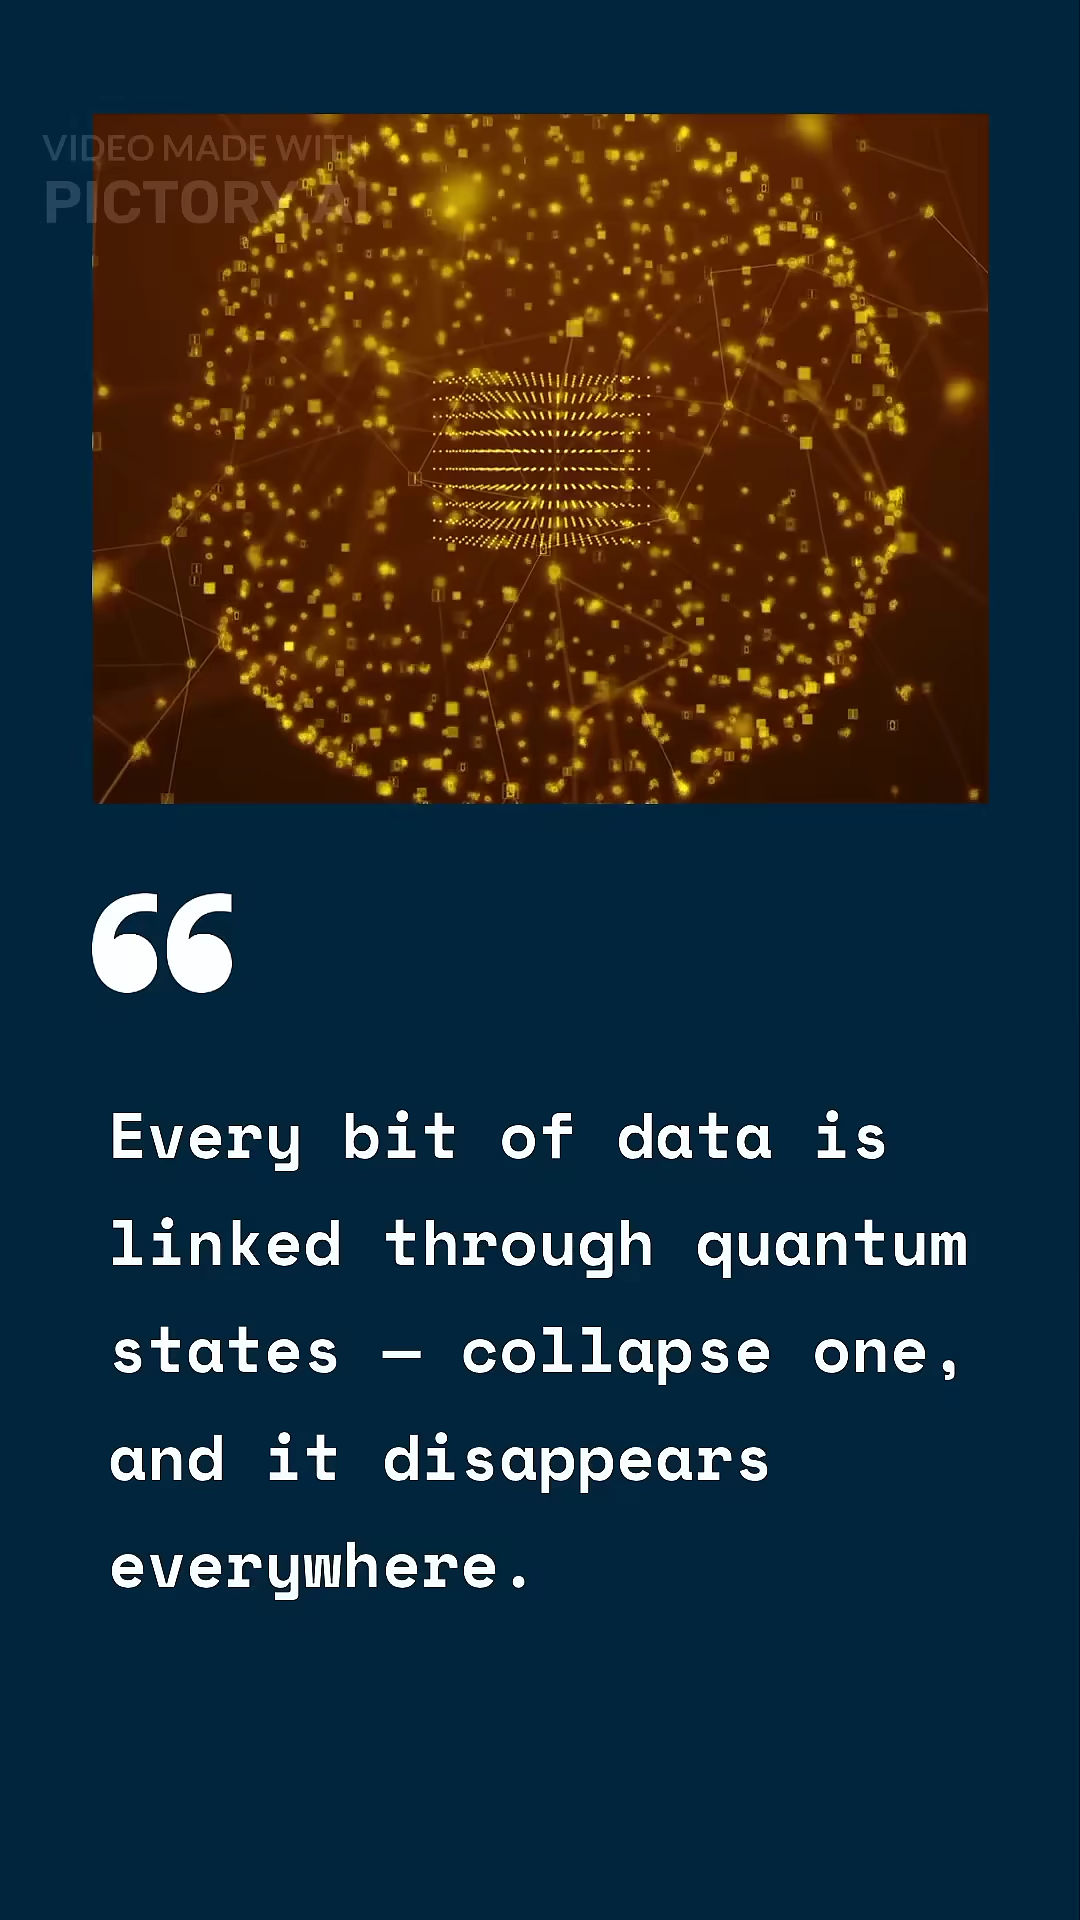 VIDEO MADE WITH
PICTORY.AI
“
Every bit of data is
linked through quantum
states — collapse one,
and it disappears
everywhere.